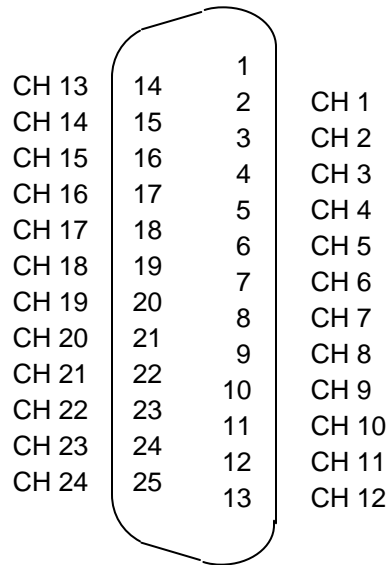 1
CH 13 14 2 CH 1
CH 14 15 3 CH 2
CH 15 16 4 CH 3
CH 16 17 5 CH 4
CH 17 18 6 CH 5
CH 18 19 7 CH 6
CH 19 20 8 CH 7
CH 20 21 9 CH 8
CH 21 22 10 CH 9
CH 22 23 11 CH 10
CH 23 24 12 CH 11
CH 24 25 13 CH 12